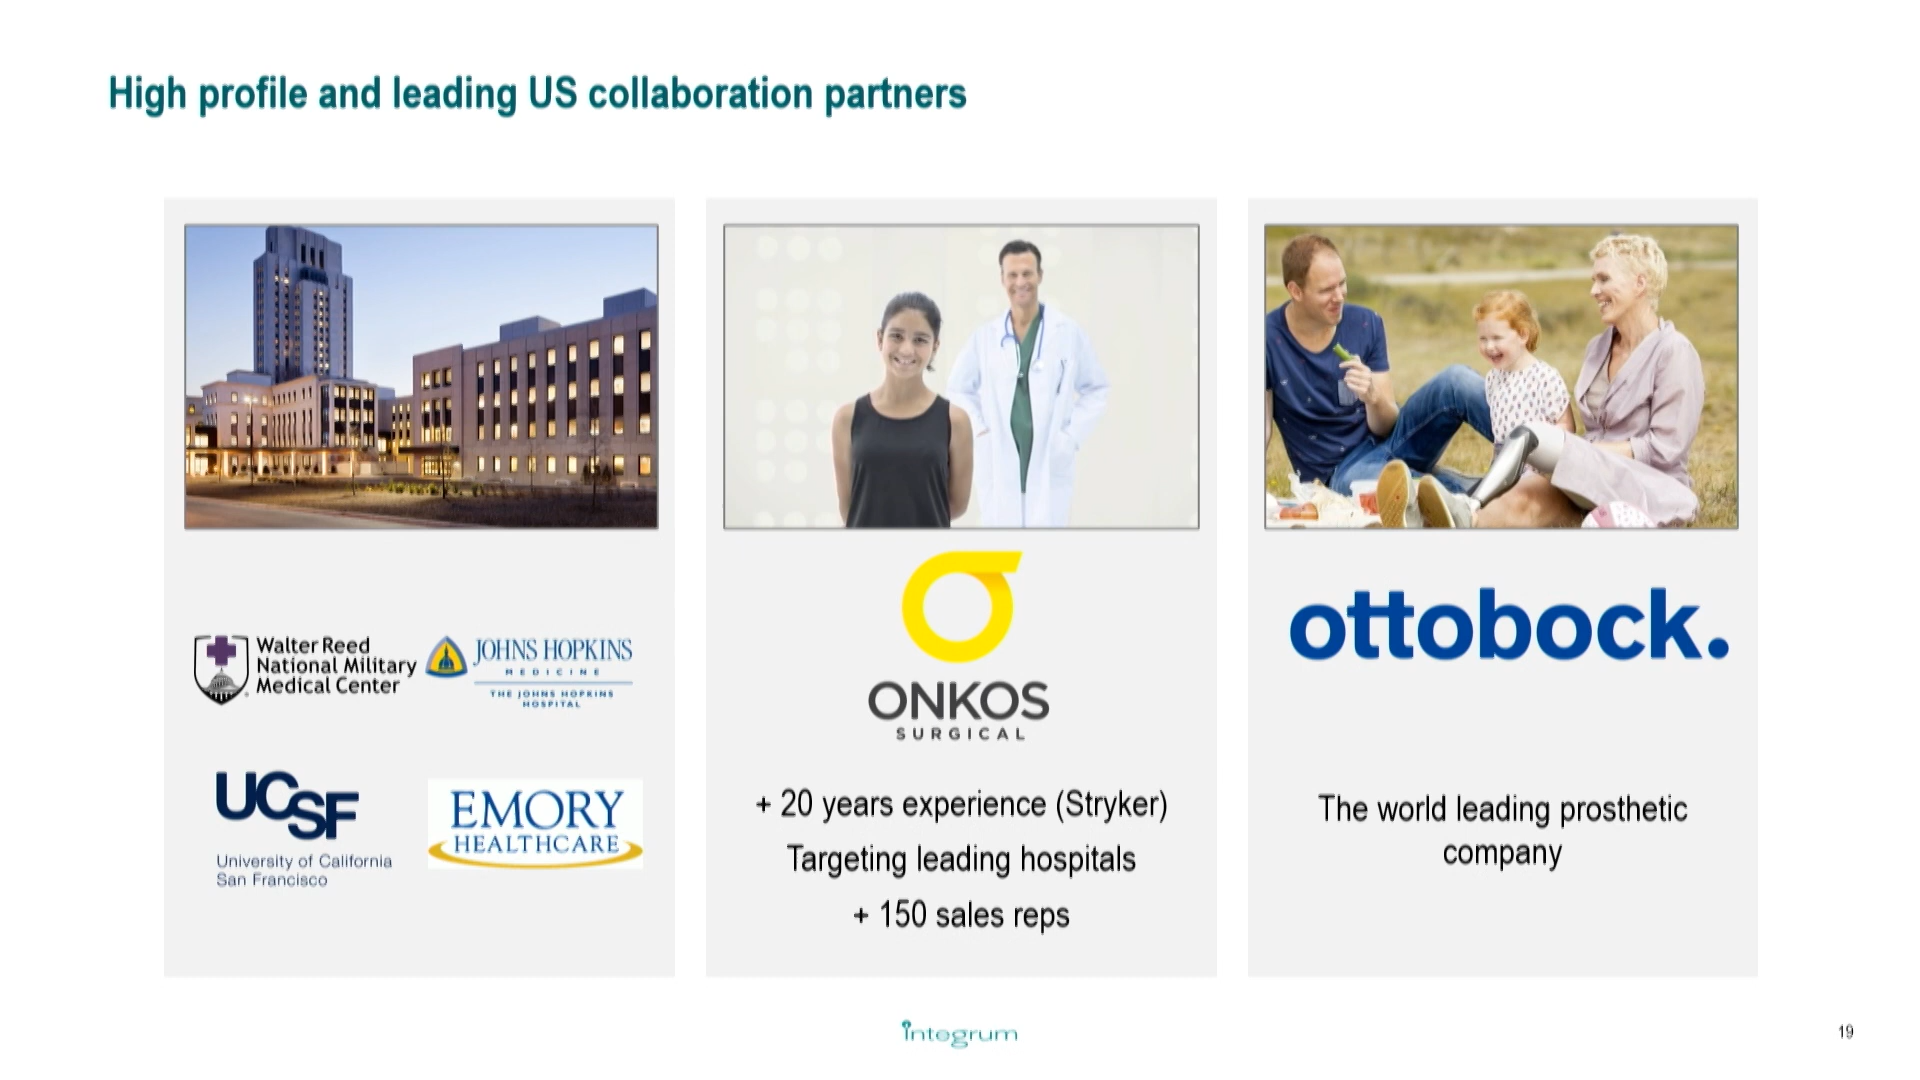 High profile and leading US collaboration partners
Walter Reed
National Military
Medical Center
JOHNS HOPKINS
MEDICINE
THE JOHNS HOPKINS
HOSPITAL
UCSF
University of California
San Francisco
EMORY
HEALTHCARE
ONKOS
SURGICAL
+ 20 years experience (Stryker)
Targeting leading hospitals
+ 150 sales reps
ottobock.
The world leading prosthetic
company
integrum
19